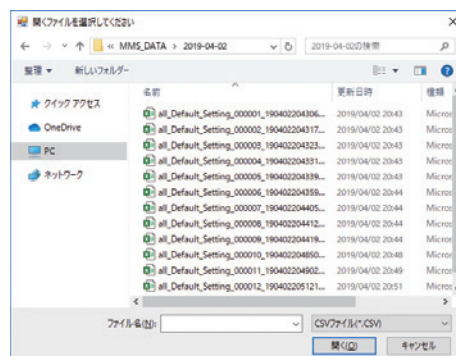 開くファイルを選択してください
« MMS_DATA > 2019-04-02
2019-04-02の検索
整理 ▼ 新しいフォルダー
名前 更新日時 種類
クイック アクセス
OneDrive
PC
ネットワーク
all_Default_Setting_000001_190402204306... 2019/04/02 20:43 Micros
all_Default_Setting_000002_190402204317... 2019/04/02 20:43 Micros
all_Default_Setting_000003_190402204323... 2019/04/02 20:43 Micros
all_Default_Setting_000004_190402204331... 2019/04/02 20:43 Micros
all_Default_Setting_000005_190402204339... 2019/04/02 20:43 Micros
all_Default_Setting_000006_190402204359... 2019/04/02 20:44 Micros
all_Default_Setting_000007_190402204405... 2019/04/02 20:44 Micros
all_Default_Setting_000008_190402204412... 2019/04/02 20:44 Micros
all_Default_Setting_000009_190402204419... 2019/04/02 20:44 Micros
all_Default_Setting_000010_190402204850... 2019/04/02 20:48 Micros
all_Default_Setting_000011_190402204902... 2019/04/02 20:49 Micros
all_Default_Setting_000012_190402205121... 2019/04/02 20:51 Micros
ファイル名(N):
CSVファイル(*.CSV)
開く(O) キャンセル